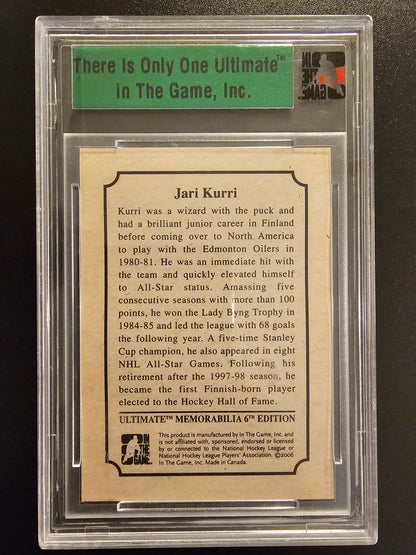 There Is Only One Ultimate™
in The Game, Inc.
IN
THE
GAME
Jari Kurri
Kurri was a wizard with the puck and
had a brilliant junior career in Finland
before coming over to North America
to play with the Edmonton Oilers in
1980-81. He was an immediate hit with
the team and quickly elevated himself
to All-Star status. Amassing five
consecutive seasons with more than 100
points, he won the Lady Byng Trophy in
1984-85 and led the league with 68 goals
the following year. A five-time Stanley
Cup champion, he also appeared in eight
NHL All-Star Games. Following his
retirement after the 1997-98 season, he
became the first Finnish-born player
elected to the Hockey Hall of Fame.
ULTIMATE™ MEMORABILIA 6TH EDITION
IN
THE
GAME
This product is manufactured by In The Game, Inc. and
is not affiliated with, sponsored, endorsed or licensed
by or connected to the National Hockey League or
National Hockey League Players' Association. ©2006
In The Game, Inc. Made in Canada.